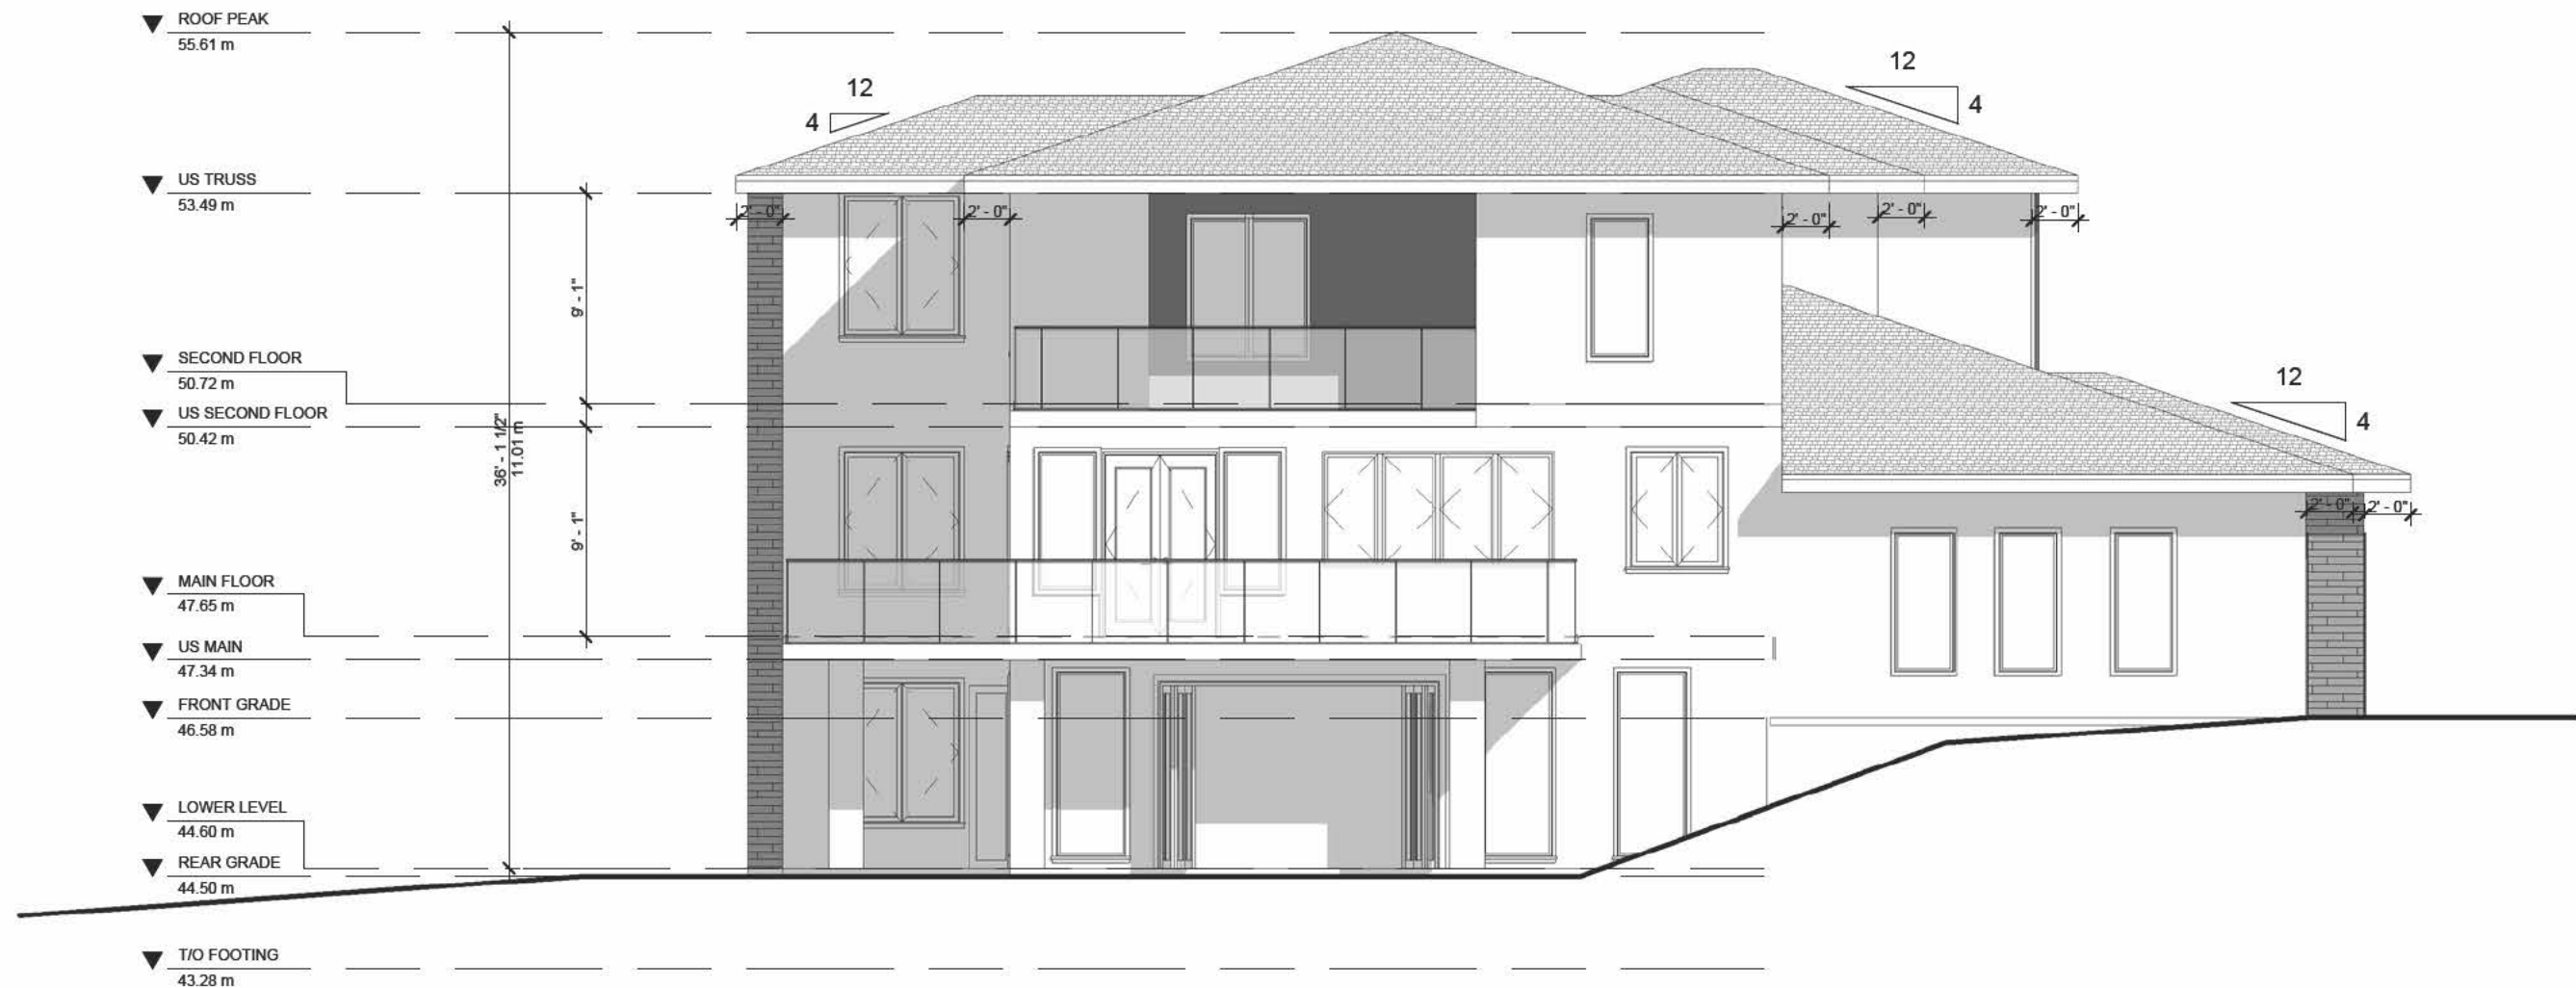 ROOF PEAK
55.61 m
12
4
12
4
US TRUSS
53.49 m
2' - 0"
2' - 0"
2' - 0"
2' - 0"
2' - 0"
9' - 1"
SECOND FLOOR
50.72 m
12
4
US SECOND FLOOR
50.42 m
36' - 1 1/2"
11.01 m
2' - 0"
2' - 0"
9' - 1"
MAIN FLOOR
47.65 m
US MAIN
47.34 m
FRONT GRADE
46.58 m
LOWER LEVEL
44.60 m
REAR GRADE
44.50 m
T/O FOOTING
43.28 m